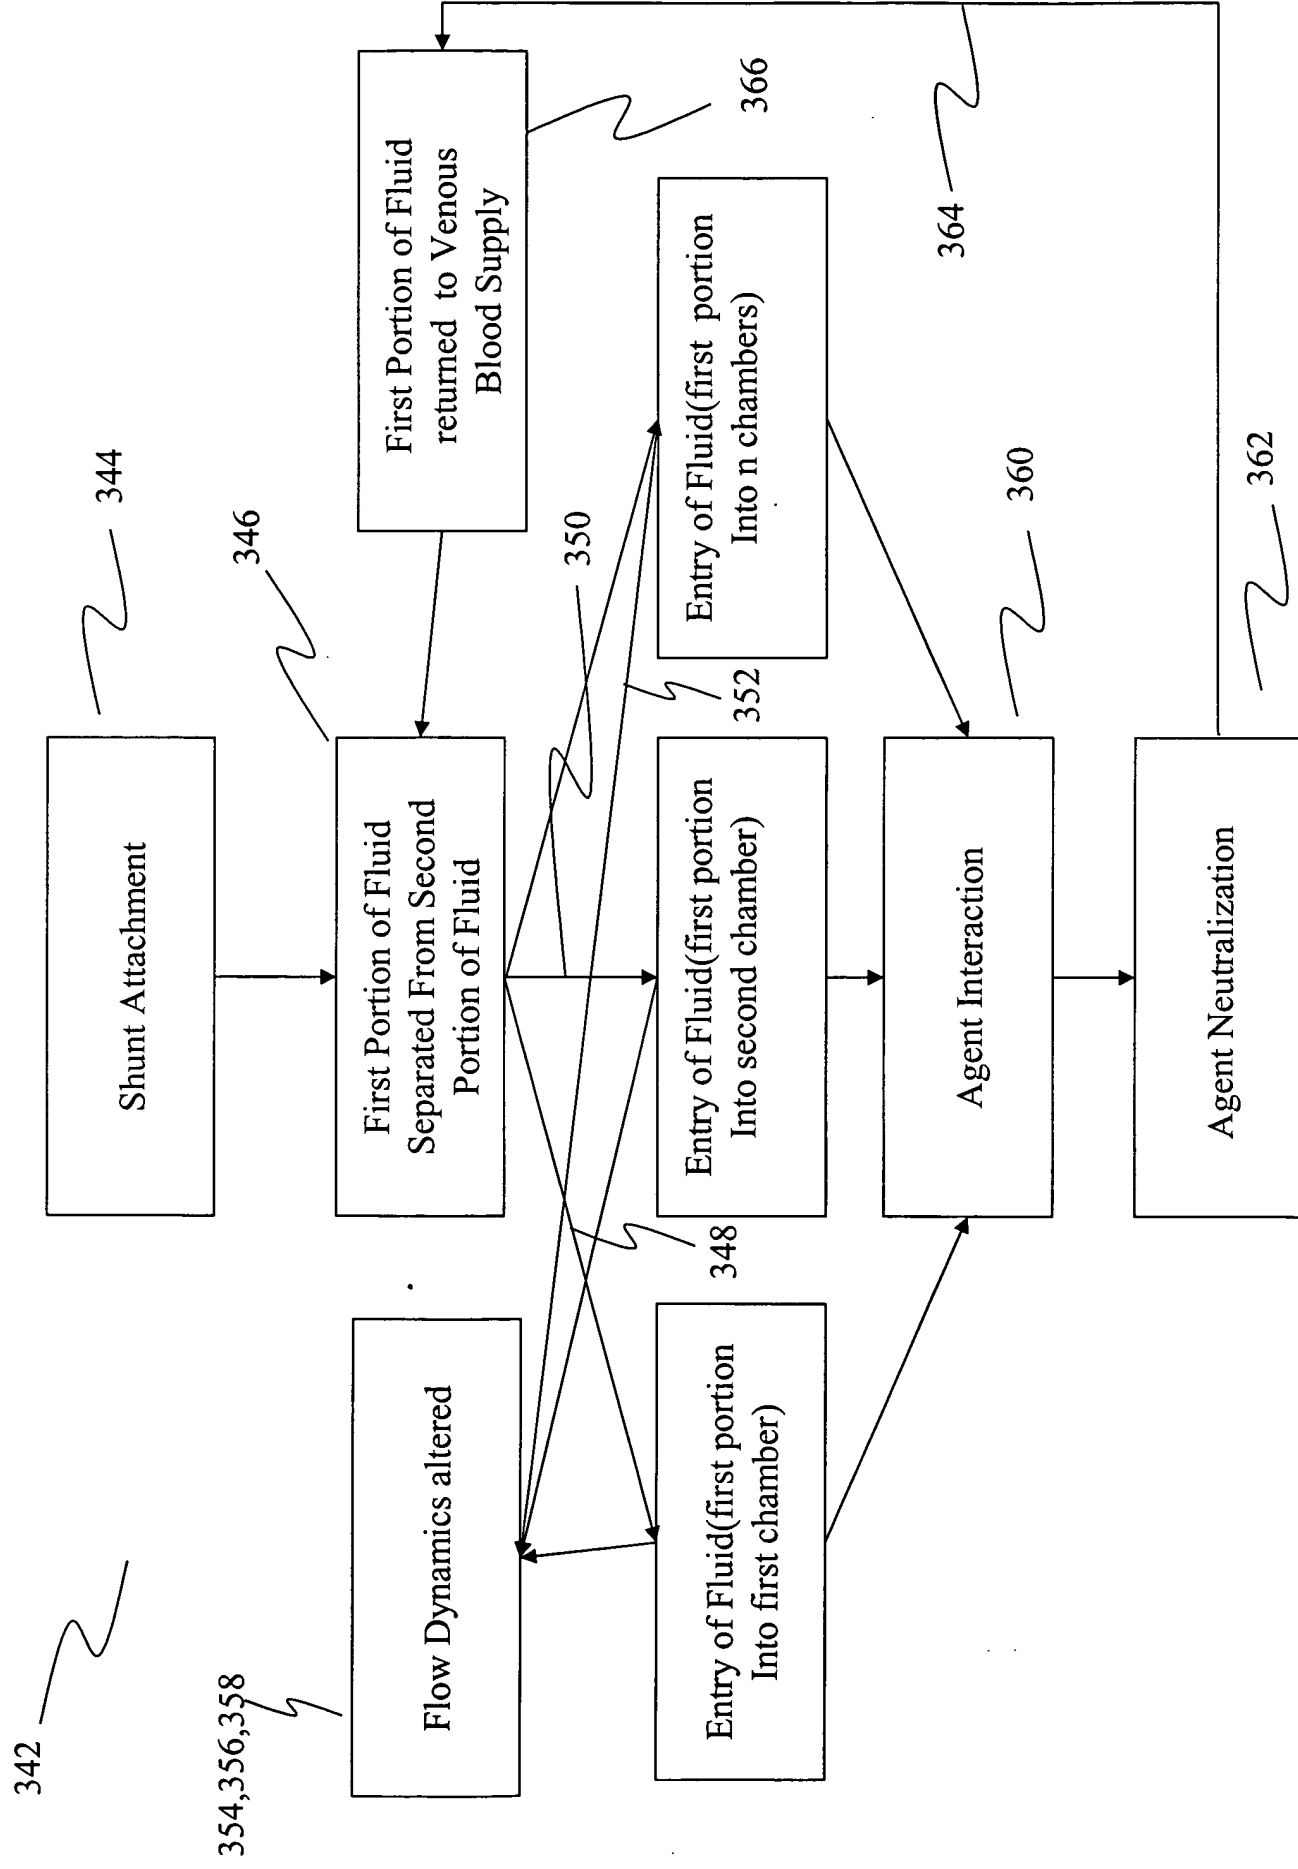 342
344
Shunt Attachment
354,356,358
Flow Dynamics altered
346
First Portion of Fluid
Separated From Second
Portion of Fluid
First Portion of Fluid
returned to Venous
Blood Supply
366
348
350
352
Entry of Fluid(first portion
Into first chamber)
Entry of Fluid(first portion
Into second chamber)
Entry of Fluid(first portion
Into n chambers)
Agent Interaction
360
364
Agent Neutralization
362